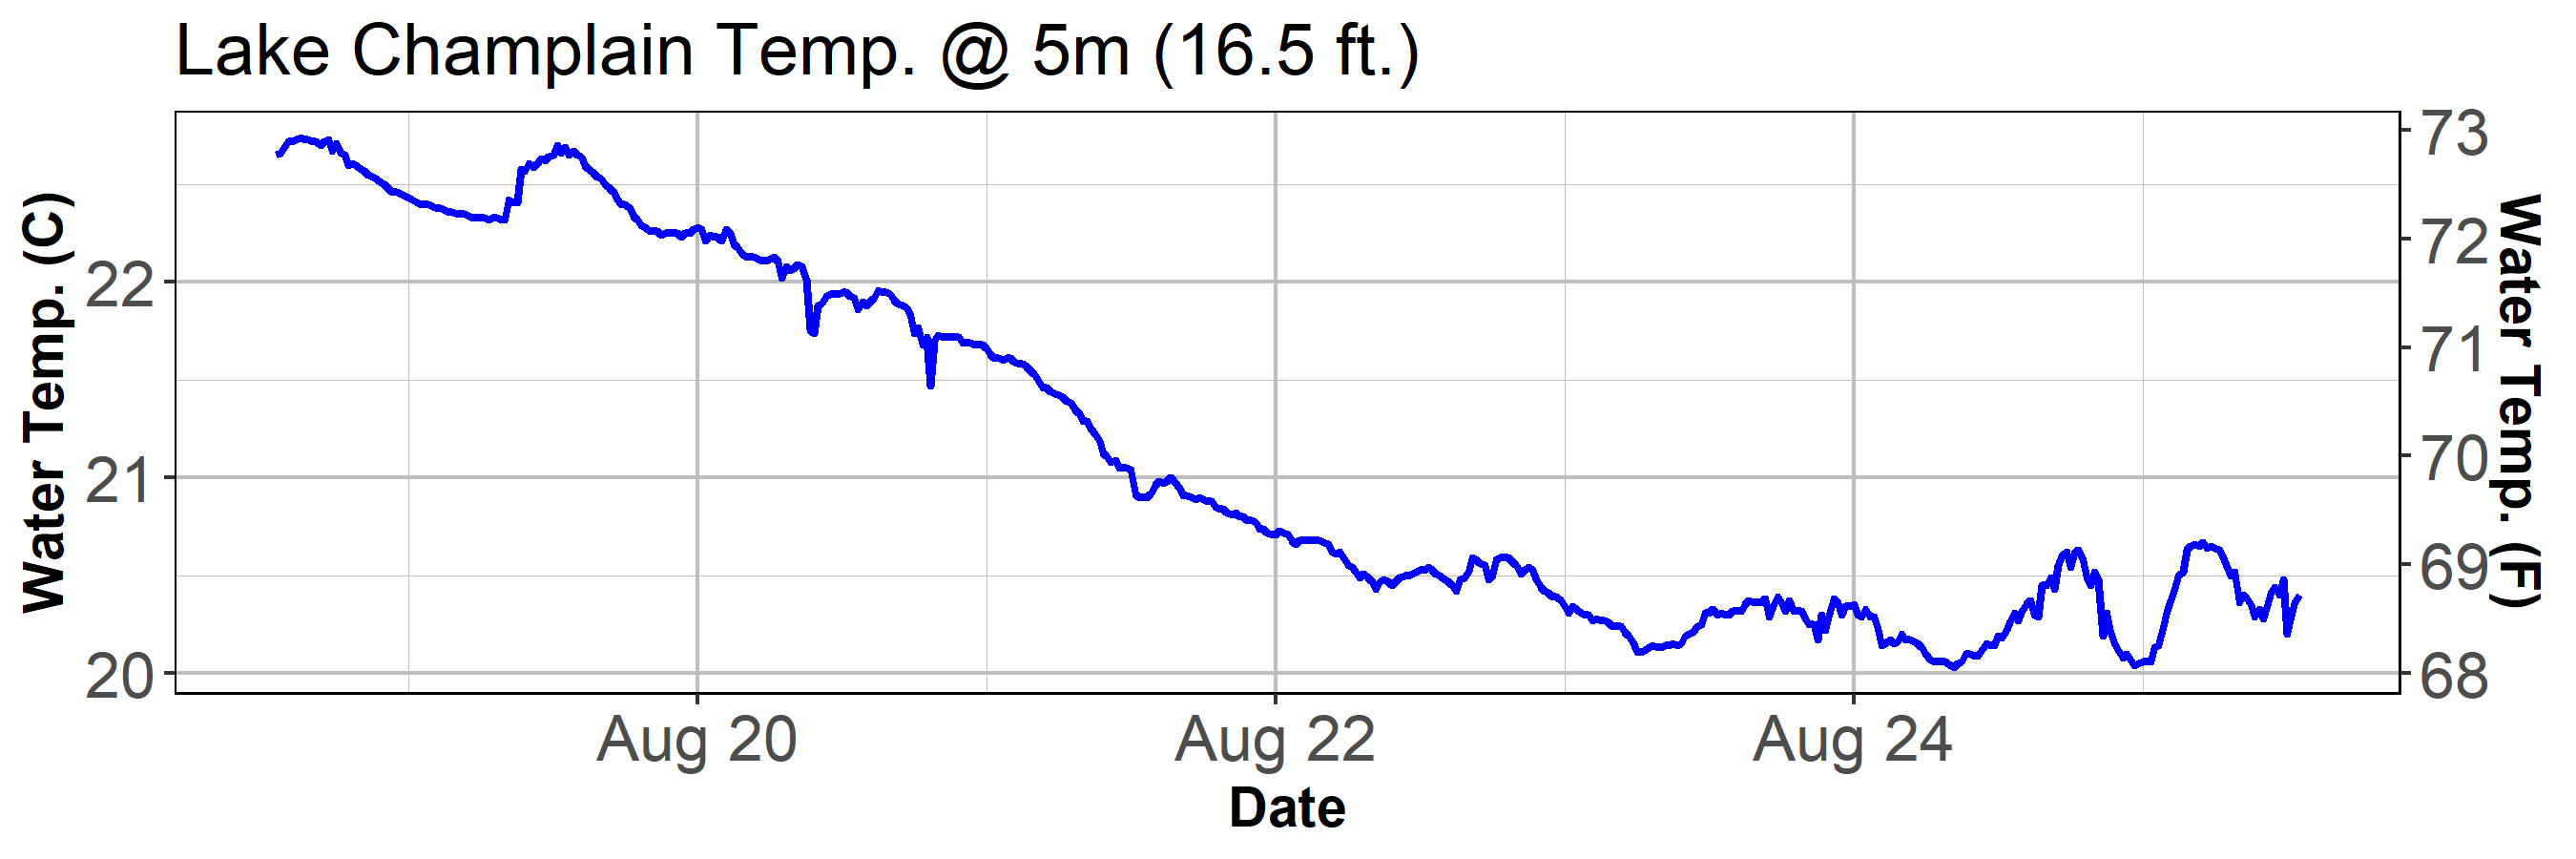 Lake Champlain Temp. @ 5m (16.5 ft.)
Water Temp. (C)
22
21
20
73
72
71
70
69
68
Water Temp. (F)
Aug 20
Aug 22
Aug 24
Date